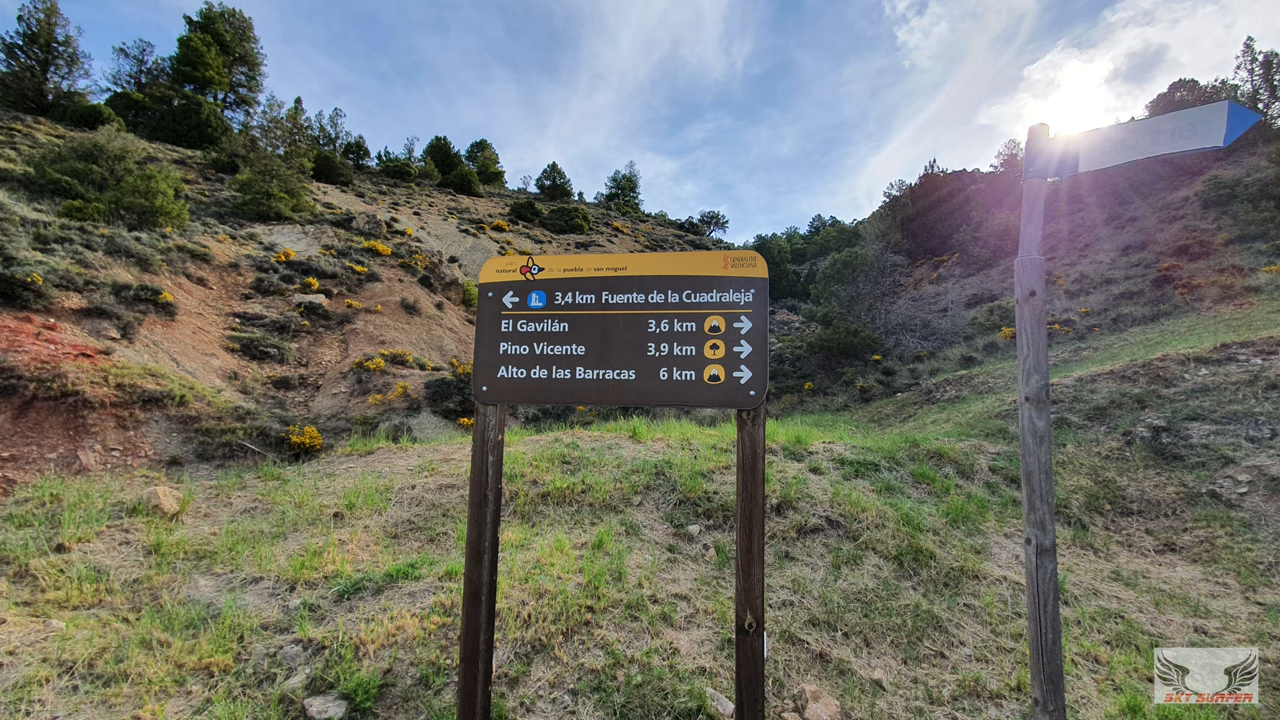 parc
natural de la puebla de san miguel
GENERALITAT
VALENCIANA
3,4 km Fuente de la Cuadraleja
El Gavilán 3,6 km
Pino Vicente 3,9 km
Alto de las Barracas 6 km
SKY SURFER